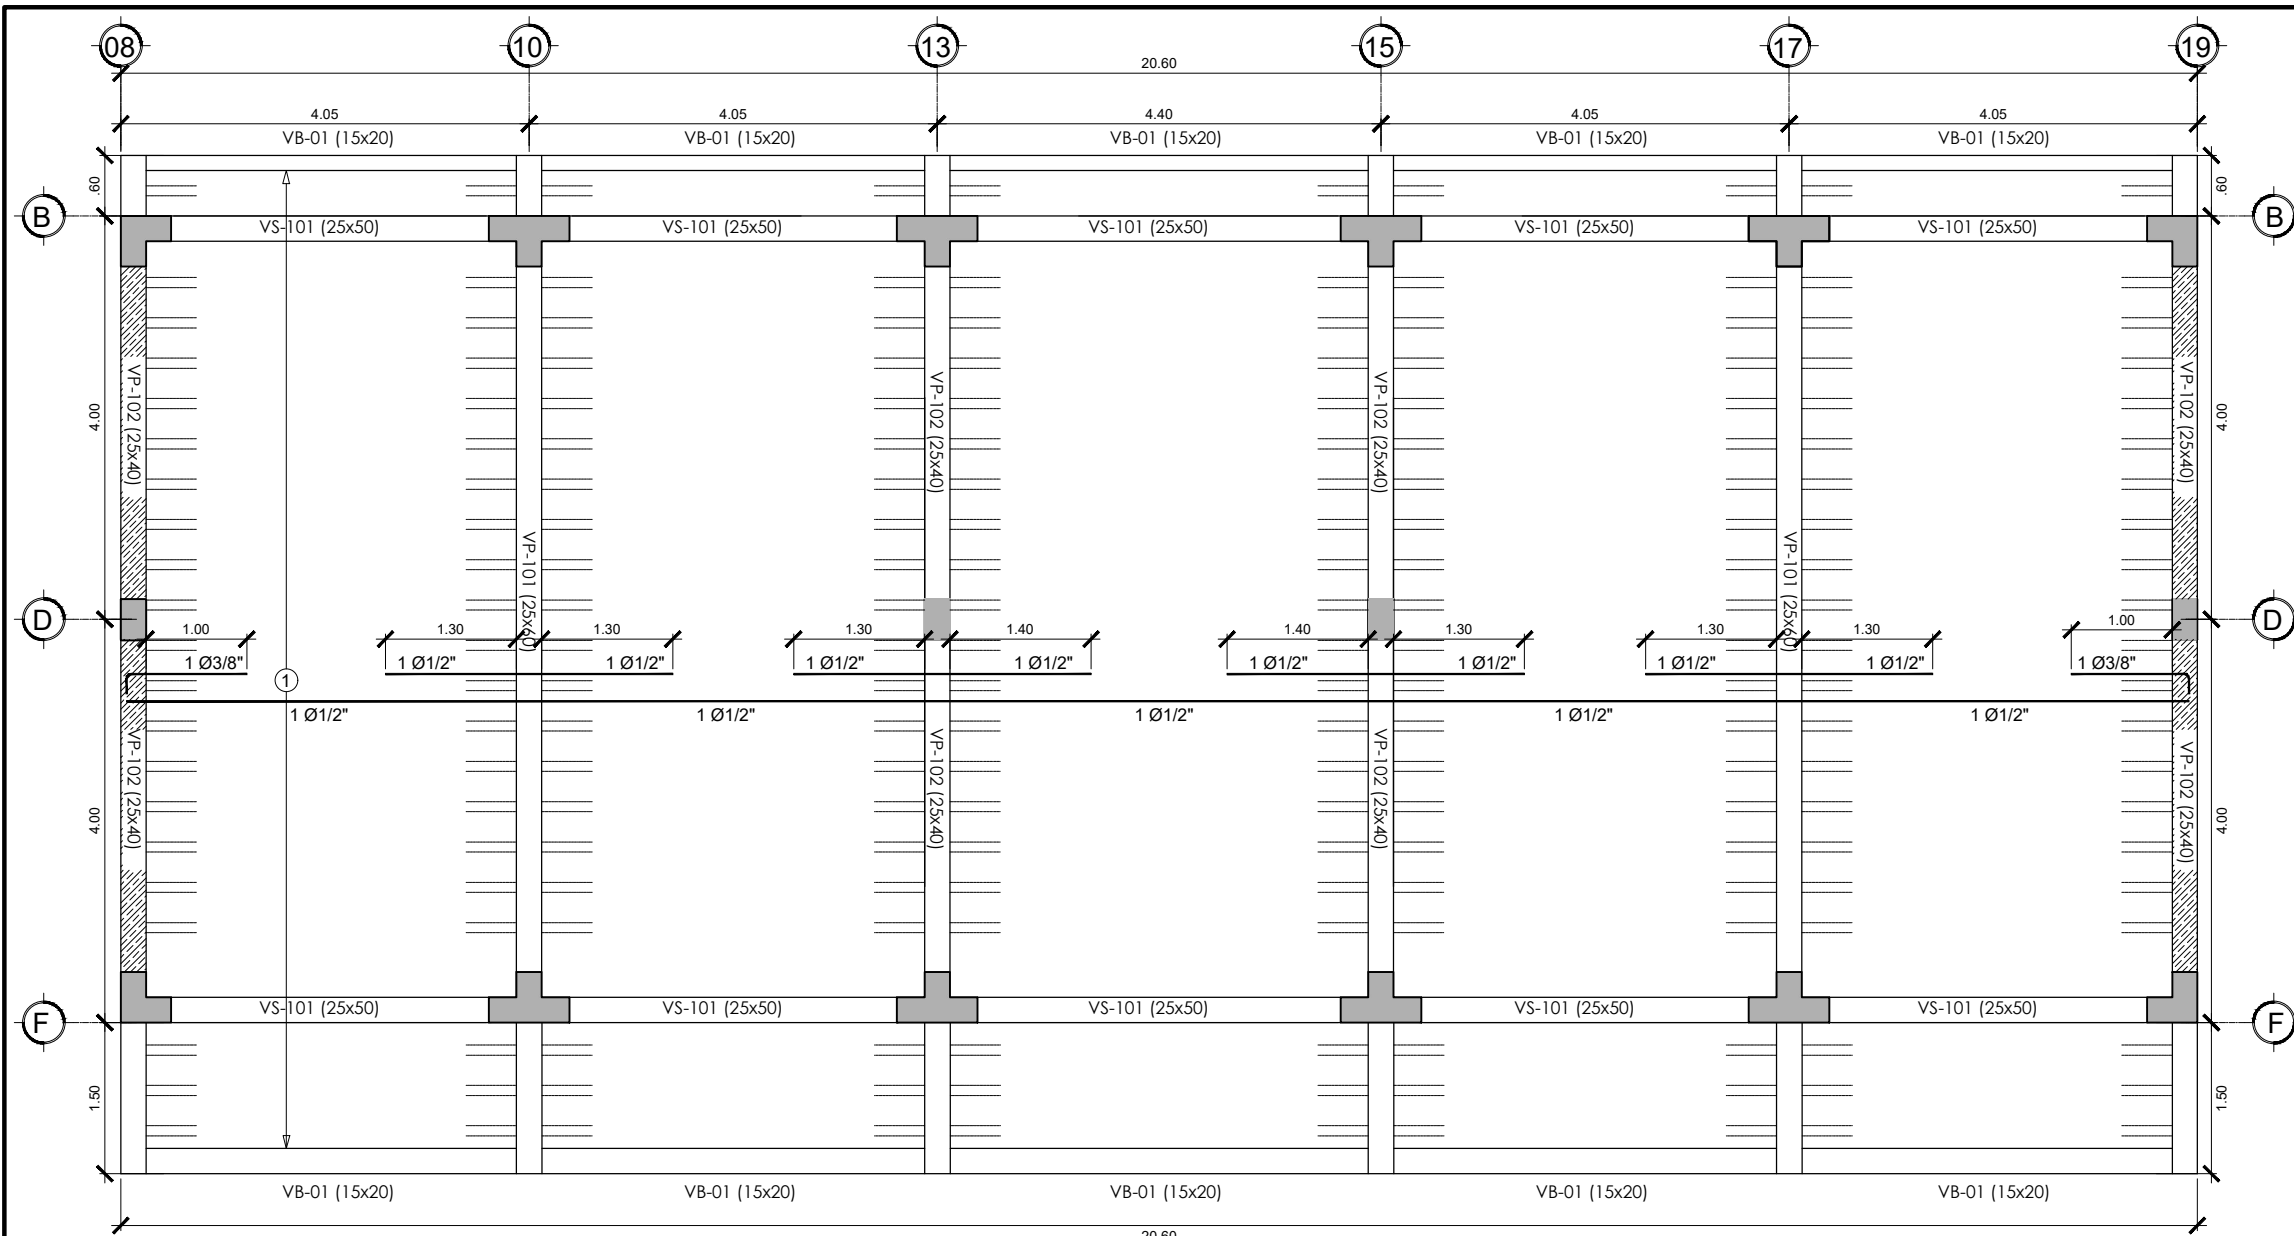 08 10 13 15 17 19
20.60
4.05 4.05 4.40 4.05 4.05
VB-01 (15x20) VB-01 (15x20) VB-01 (15x20) VB-01 (15x20) VB-01 (15x20)
.60 .60
B B
VS-101 (25x50) VS-101 (25x50) VS-101 (25x50) VS-101 (25x50) VS-101 (25x50)
4.00 4.00
VP-102 (25x40) VP-102 (25x40) VP-102 (25x40) VP-102 (25x40)
VP-101 (25x60) VP-101 (25x60)
D D
1.00 1.30 1.30 1.30 1.40 1.40 1.30 1.30 1.30 1.00
1 Ø3/8" 1 Ø1/2" 1 Ø1/2" 1 Ø1/2" 1 Ø1/2" 1 Ø1/2" 1 Ø1/2" 1 Ø1/2" 1 Ø1/2" 1 Ø3/8"
1
1 Ø1/2" 1 Ø1/2" 1 Ø1/2" 1 Ø1/2" 1 Ø1/2"
VP-102 (25x40) VP-102 (25x40) VP-102 (25x40) VP-102 (25x40)
4.00 4.00
VS-101 (25x50) VS-101 (25x50) VS-101 (25x50) VS-101 (25x50) VS-101 (25x50)
F F
1.50 1.50
VB-01 (15x20) VB-01 (15x20) VB-01 (15x20) VB-01 (15x20) VB-01 (15x20)
20.60